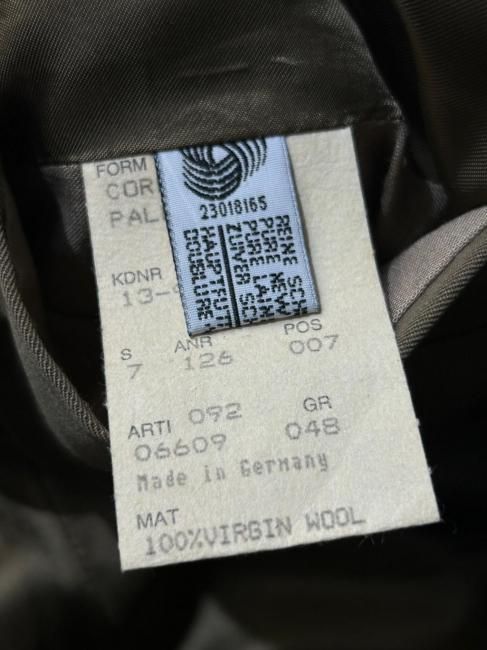 FORM
COR
PAL
KDNR
13-
S ANR POS
7 126 007
ARTI 092 GR
06609 048
Made in Germany
MAT
100%VIRGIN WOOL
23018165
REINE SCH
PURE NEW
PURE LAIN
ZUVER SCH
HAUPTFUTT
DOUBLURE